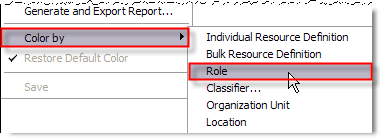 Generate and Export Report...
Color by
Restore Default Color
Save
Individual Resource Definition
Bulk Resource Definition
Role
Classifier...
Organization Unit
Location